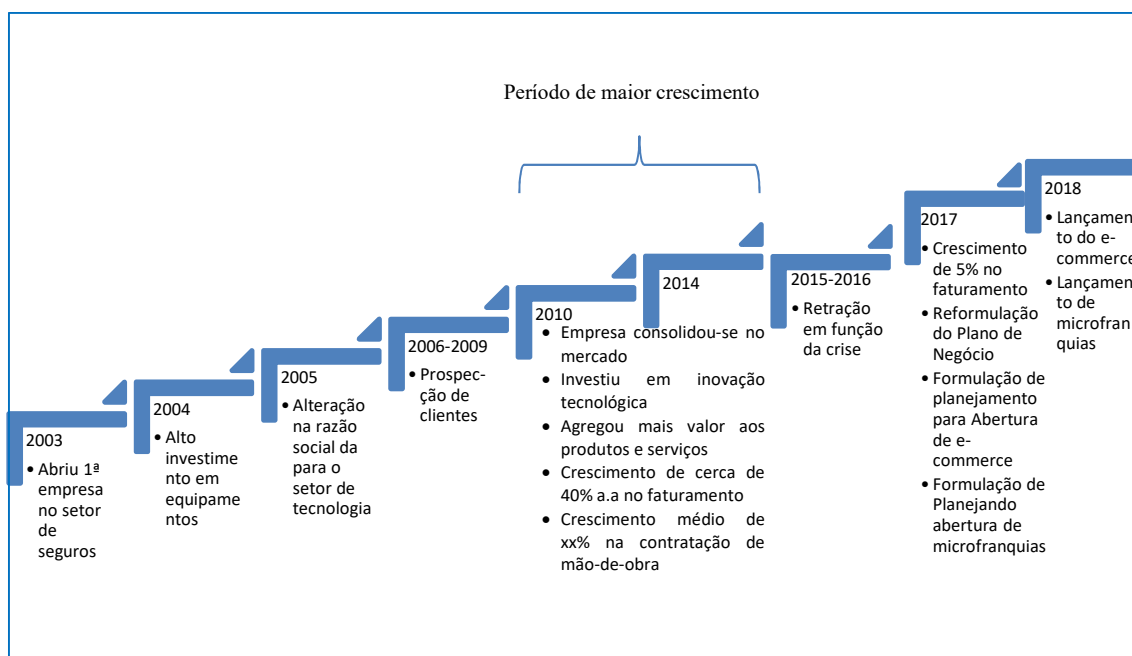 Período de maior crescimento
2003
• Abriu 1ª
empresa
no setor
de
seguros
2004
• Alto
investime
nto em
equipame
ntos
2005
• Alteração
na razão
social da
para o
setor de
tecnologia
2006-2009
• Prospec-
ção de
clientes
2010
2014
• Empresa consolidou-se no
mercado
• Investiu em inovação
tecnológica
• Agregou mais valor aos
produtos e serviços
• Crescimento de cerca de
40% a.a no faturamento
• Crescimento médio de
xx% na contratação de
mão-de-obra
2015-2016
• Retração
em função
da crise
2017
• Crescimento
de 5% no
faturamento
• Reformulação
do Plano de
Negócio
• Formulação de
planejamento
para Abertura
de e-
commerce
• Formulação de
Planejando
abertura de
microfranquias
2018
• Lançame​n
to do e-
commerce
• Lançamen
to de
microfran
quias